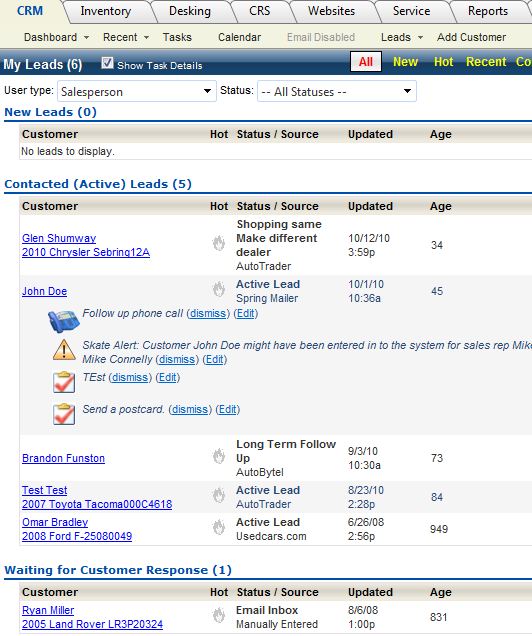 CRM Inventory Desking CRS Websites Service Reports
Dashboard Recent Tasks Calendar Email Disabled Leads Add Customer
My Leads (6) Show Task Details All New Hot Recent Co
User type: Salesperson Status: -- All Statuses --
New Leads (0)
Customer Hot Status / Source Updated Age
No leads to display.
Contacted (Active) Leads (5)
Customer Hot Status / Source Updated Age
Glen Shumway
2010 Chrysler Sebring12A
Shopping same
Make different
dealer
AutoTrader
10/12/10
3:59p
34
John Doe
Active Lead
Spring Mailer
10/1/10
10:36a
45
Follow up phone call (dismiss) (Edit)
Skate Alert: Customer John Doe might have been entered in to the system for sales rep Mike
Mike Connelly (dismiss) (Edit)
TEst (dismiss) (Edit)
Send a postcard. (dismiss) (Edit)
Brandon Funston
Long Term Follow
Up
AutoBytel
9/3/10
10:30a
73
Test Test
2007 Toyota Tacoma000C4618
Active Lead
AutoTrader
8/23/10
2:28p
84
Omar Bradley
2008 Ford F-25080049
Active Lead
Usedcars.com
6/26/08
2:56p
949
Waiting for Customer Response (1)
Customer Hot Status / Source Updated Age
Ryan Miller
2005 Land Rover LR3P20324
Email Inbox
Manually Entered
8/6/08
1:00p
831